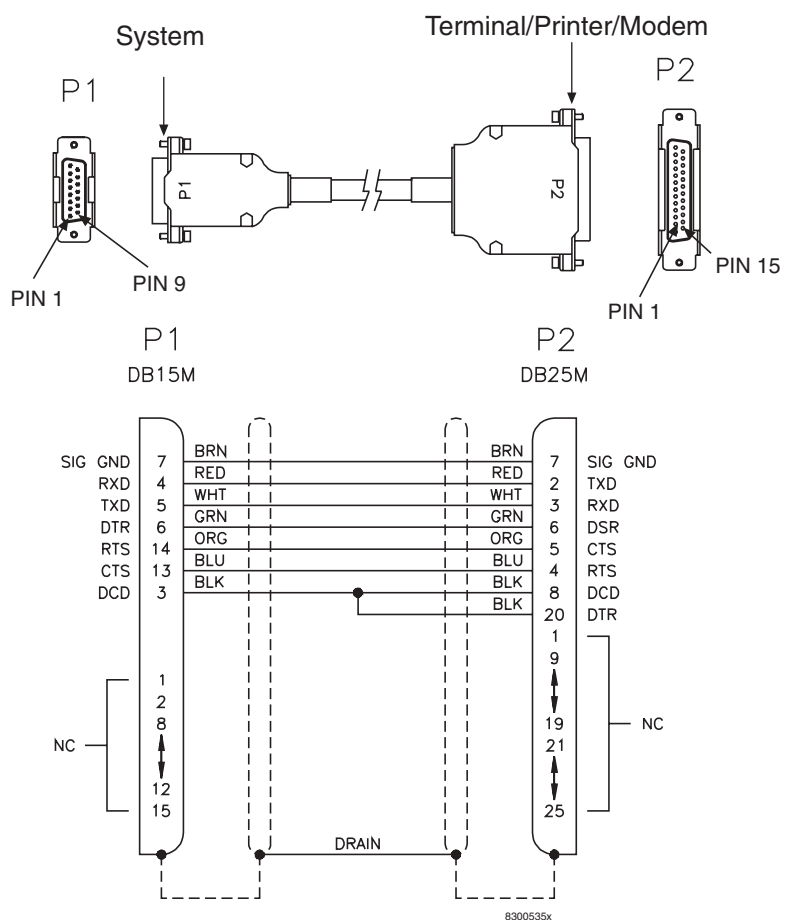 System
Terminal/Printer/Modem
P1
P2
P1
P2
PIN 1
PIN 9
PIN 1
PIN 15
P1
DB15M
P2
DB25M
SIG GND 7 BRN BRN 7 SIG GND
RXD 4 RED RED 2 TXD
TXD 5 WHT WHT 3 RXD
DTR 6 GRN GRN 6 DSR
RTS 14 ORG ORG 5 CTS
CTS 13 BLU BLU 4 RTS
DCD 3 BLK BLK 8 DCD
BLK 20 DTR
1
9
19
21
25
NC
1
2
8
12
15
NC
DRAIN
8300535x